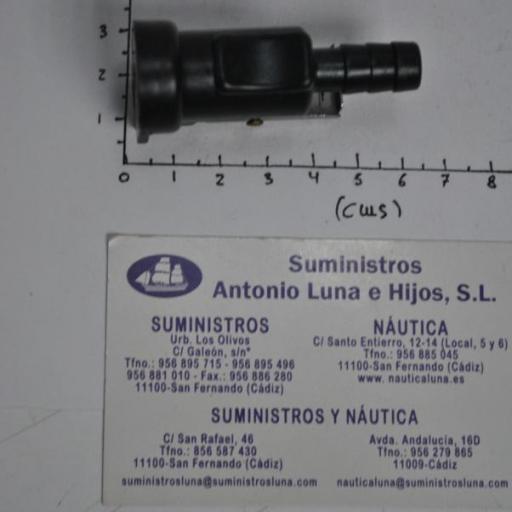 3
2
1
0 1 2 3 4 5 6 7 8
(cms)
Suministros
Antonio Luna e Hijos, S.L.
SUMINISTROS
Urb. Los Olivos
C/ Galeón, s/nº
Tfno.: 956 895 715 - 956 895 496
956 881 010 - Fax.: 956 886 280
11100-San Fernando (Cádiz)
NÁUTICA
C/ Santo Entierro, 12-14 (Local, 5 y 6)
Tfno.: 956 885 045
11100-San Fernando (Cádiz)
www. nauticaluna.es
SUMINISTROS Y NÁUTICA
C/ San Rafael, 46
Tfno.: 856 587 430
11100-San Fernando (Cádiz)
suministrosluna@suministrosluna.com
Avda. Andalucía, 16D
Tfno.: 956 279 865
11009-Cádiz
nauticaluna@suministrosluna.com